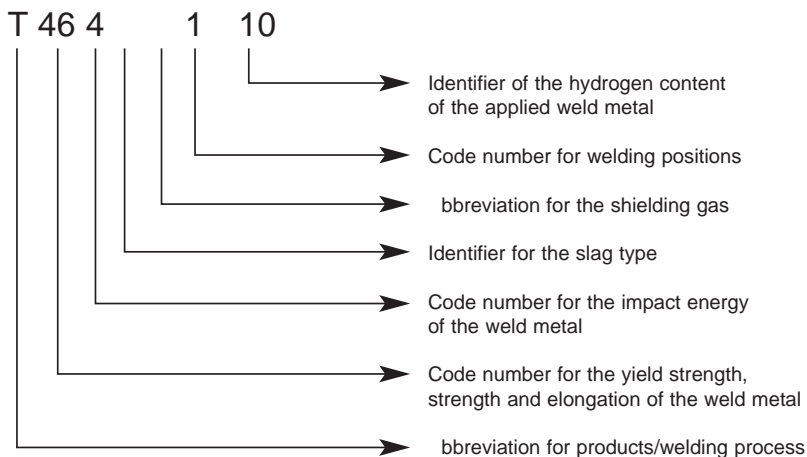 T 46 4 1 10
Identifier of the hydrogen content
of the applied weld metal
Code number for welding positions
bbreviation for the shielding gas
Identifier for the slag type
Code number for the impact energy
of the weld metal
Code number for the yield strength,
strength and elongation of the weld metal
bbreviation for products/welding process